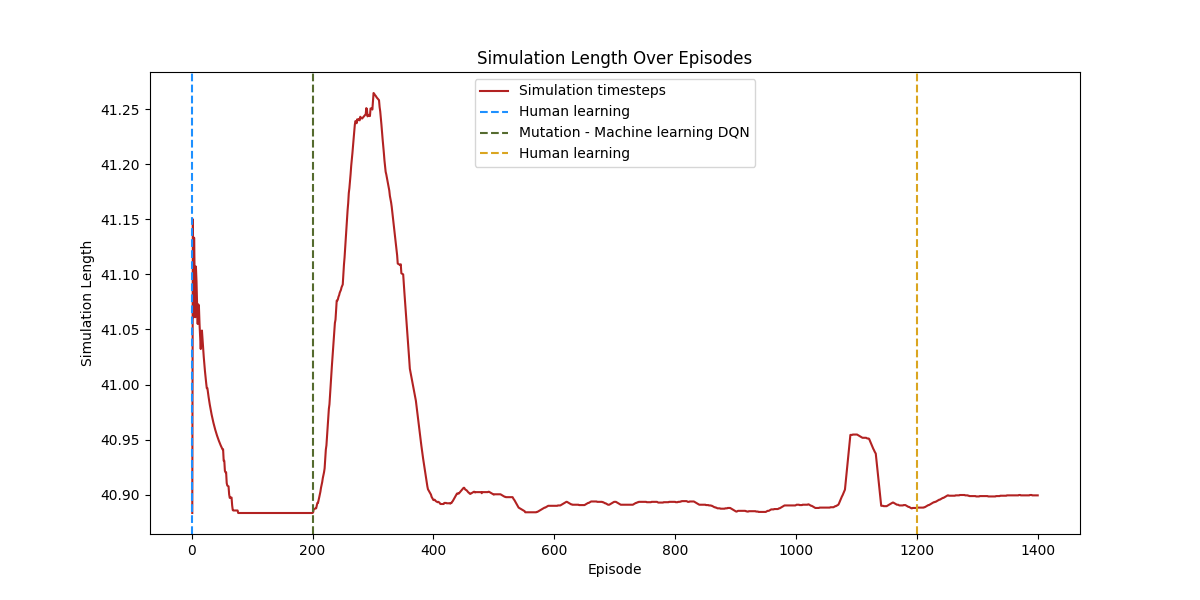 Simulation Length Over Episodes
Simulation timesteps
Human learning
Mutation - Machine learning DQN
Human learning
41.25
41.20
41.15
41.10
41.05
41.00
40.95
40.90
Simulation Length
0 200 400 600 800 1000 1200 1400
Episode